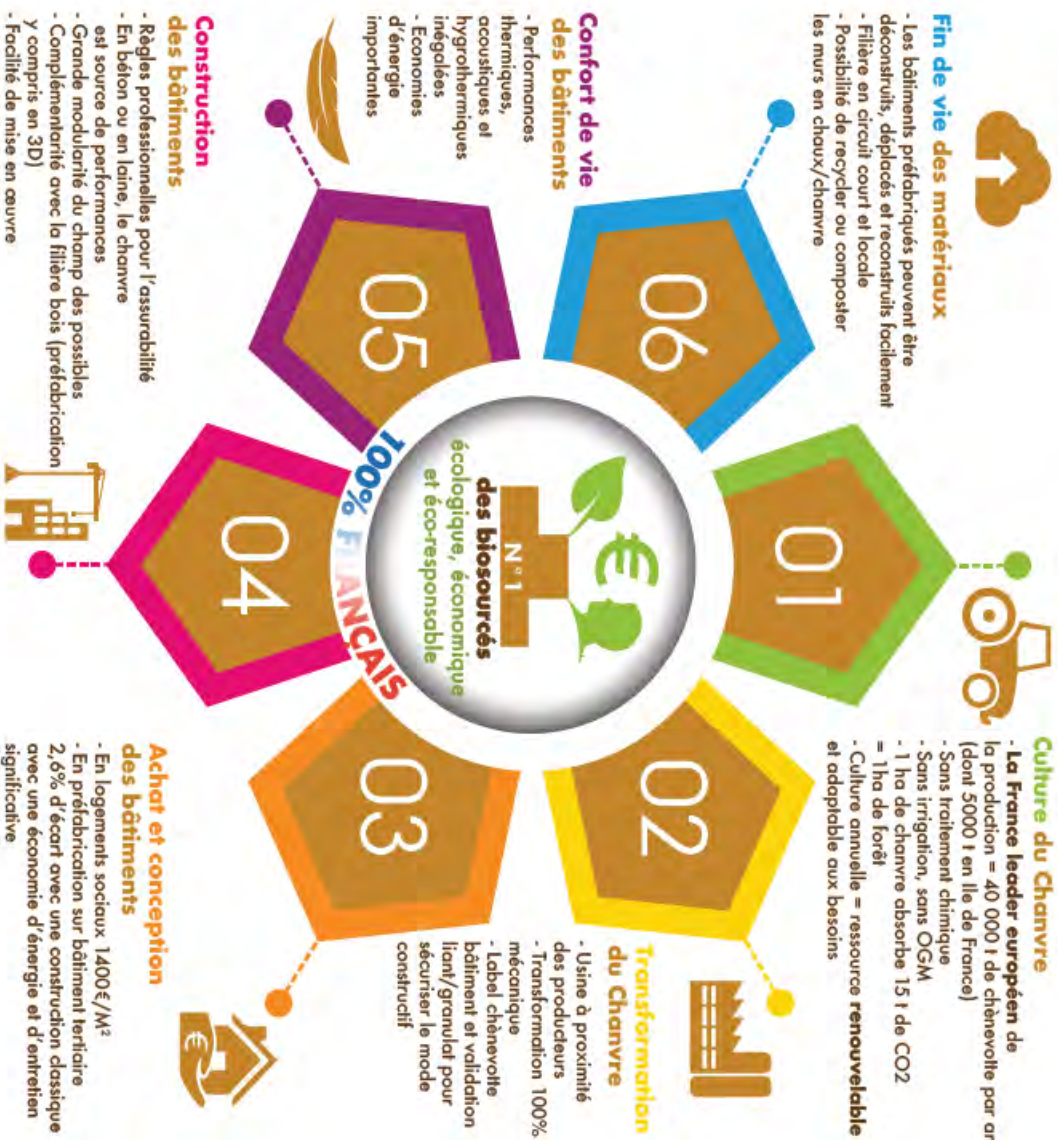 Culture du Chanvre
- La France leader européen de
la production = 40 000 t de chènevotte par an
(dont 5000 t en Ile de France)
- Sans traitement chimique
- Sans irrigation, sans OGM
- 1 ha de chanvre absorbe 15 t de CO2
= 1ha de forêt
- Culture annuelle = ressource renouvelable
et adaptable aux besoins
01
Transformation
du Chanvre
- Usine à proximité
des producteurs
- Transformation 100%
mécanique
- Label chènevotte
bâtiment et validation
liant/granulat pour
sécuriser le mode
constructif
02
Achat et conception
des bâtiments
- En logements sociaux 1400€/M²
- En préfabrication sur bâtiment tertiaire
2,6% d'écart avec une construction classique
avec une économie d'énergie et d'entretien
significative
03
Construction
des bâtiments
- Règles professionnelles pour l'assurabilité
- En béton ou en laine, le chanvre
est source de performances
- Grande modularité du champ des possibles
- Complémentarité avec la filière bois (préfabrication
y compris en 3D)
- Facilité de mise en œuvre
04
Confort de vie
des bâtiments
- Performances
thermiques,
acoustiques et
hygrothermiques
inégalées
- Economies
d'énergie
importantes
05
Fin de vie des matériaux
- Les bâtiments préfabriqués peuvent être
déconstruits, déplacés et reconstruits facilement
- Filière en circuit court et locale
- Possibilité de recycler ou composter
les murs en chaux/chanvre
06
€
N°1
des biosourcés
écologique, économique
et éco-responsable
100% FRANÇAIS
€